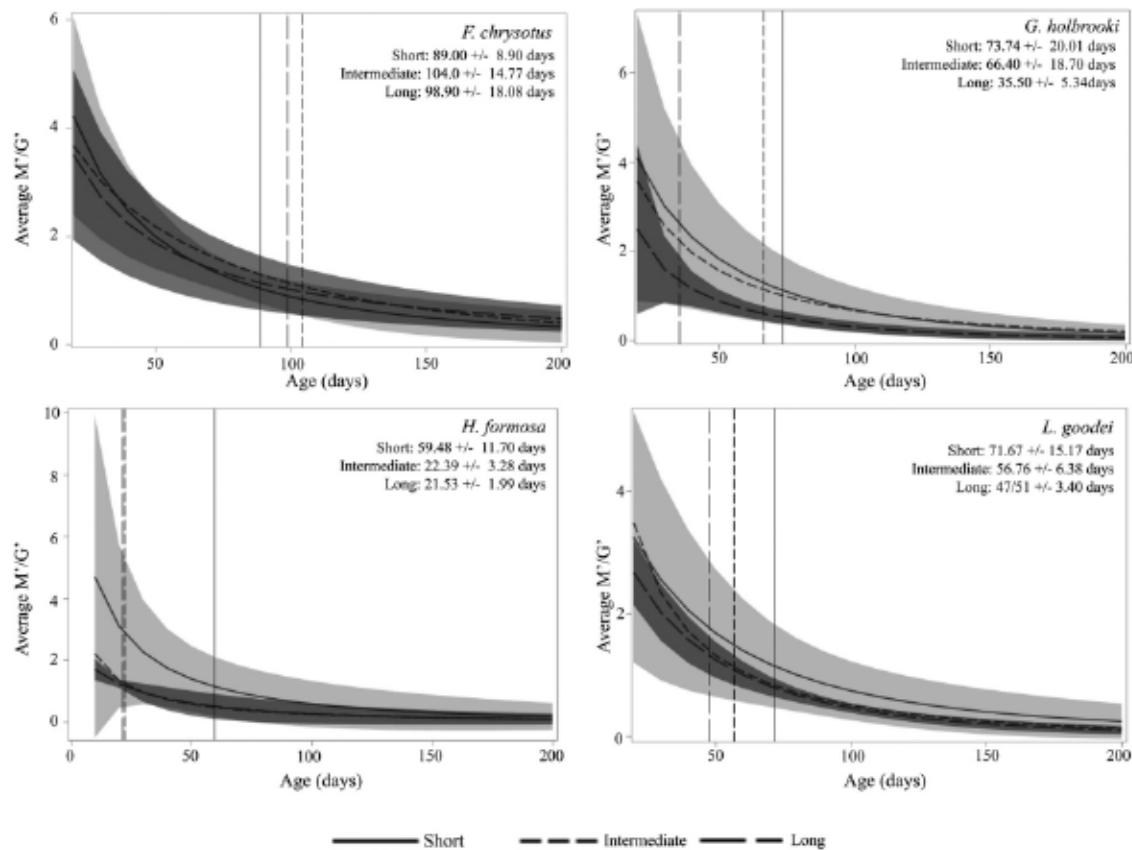 F. chrysotus
Short: 89.00 +/- 8.90 days
Intermediate: 104.0 +/- 14.77 days
Long: 98.90 +/- 18.08 days
Average M'/G'
6
4
2
0
50
100
150
200
Age (days)
G. holbrooki
Short: 73.74 +/- 20.01 days
Intermediate: 66.40 +/- 18.70 days
Long: 35.50 +/- 5.34days
Average M'/G'
6
4
2
0
50
100
150
200
Age (days)
H. formosa
Short: 59.48 +/- 11.70 days
Intermediate: 22.39 +/- 3.28 days
Long: 21.53 +/- 1.99 days
Average M'/G'
10
8
6
4
2
0
0
50
100
150
200
Age (days)
L. goodei
Short: 71.67 +/- 15.17 days
Intermediate: 56.76 +/- 6.38 days
Long: 47/51 +/- 3.40 days
Average M'/G'
4
2
0
50
100
150
200
Age (days)
Short
Intermediate
Long